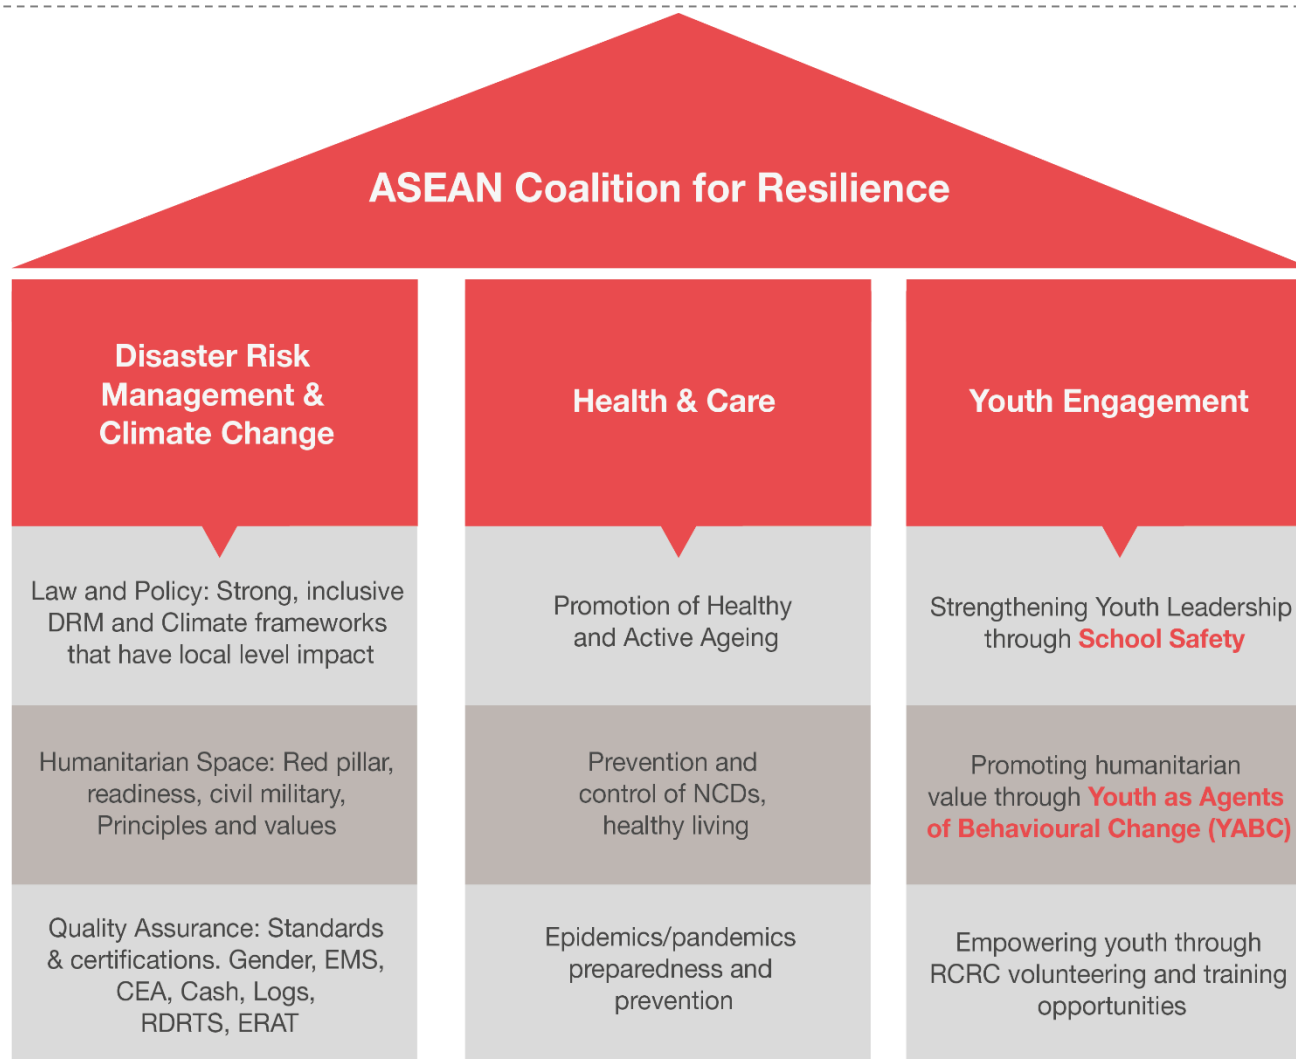 ASEAN Coalition for Resilience
Disaster Risk
Management &
Climate Change
Law and Policy: Strong, inclusive
DRM and Climate frameworks
that have local level impact
Humanitarian Space: Red pillar,
readiness, civil military,
Principles and values
Quality Assurance: Standards
& certifications. Gender, EMS,
CEA, Cash, Logs,
RDRTS, ERAT
Health & Care
Promotion of Healthy
and Active Ageing
Prevention and
control of NCDs,
healthy living
Epidemics/pandemics
preparedness and
prevention
Youth Engagement
Strengthening Youth Leadership
through School Safety
Promoting humanitarian
value through Youth as Agents
of Behavioural Change (YABC)
Empowering youth through
RCRC volunteering and training
opportunities